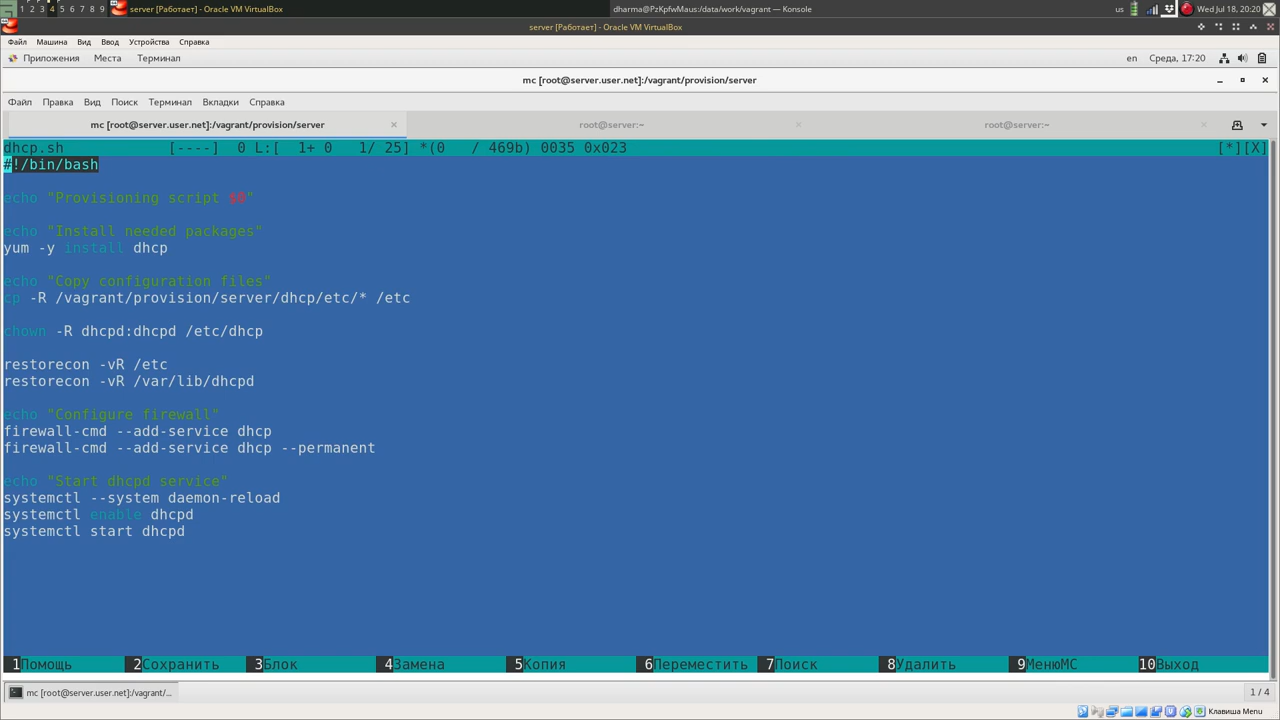 1 2 3 4 5 6 7 8 9 server [Работает] - Oracle VM VirtualBox dharma@PzKpfwMaus:/data/work/vagrant — Konsole us Wed Jul 18, 20:20
server [Работает] - Oracle VM VirtualBox
Файл Машина Вид Ввод Устройства Справка
Приложения Места Терминал en Среда, 17:20
mc [root@server.user.net]:/vagrant/provision/server
Файл Правка Вид Поиск Терминал Вкладки Справка
mc [root@server.user.net]:/vagrant/provision/server × root@server:~ × root@server:~ ×
dhcp.sh [----] 0 L:[ 1+ 0 1/ 25] *(0 / 469b) 0035 0x023 [*][X]
#!/bin/bash
echo "Provisioning script $0"
echo "Install needed packages"
yum -y install dhcp
echo "Copy configuration files"
cp -R /vagrant/provision/server/dhcp/etc/* /etc
chown -R dhcpd:dhcpd /etc/dhcp
restorecon -vR /etc
restorecon -vR /var/lib/dhcpd
echo "Configure firewall"
firewall-cmd --add-service dhcp
firewall-cmd --add-service dhcp --permanent
echo "Start dhcpd service"
systemctl --system daemon-reload
systemctl enable dhcpd
systemctl start dhcpd
1Помощь 2Сохранить 3Блок 4Замена 5Копия 6Переместить 7Поиск 8Удалить 9МенюMC 10Выход
mc [root@server.user.net]:/vagrant/... 1 / 4
Клавиша Menu